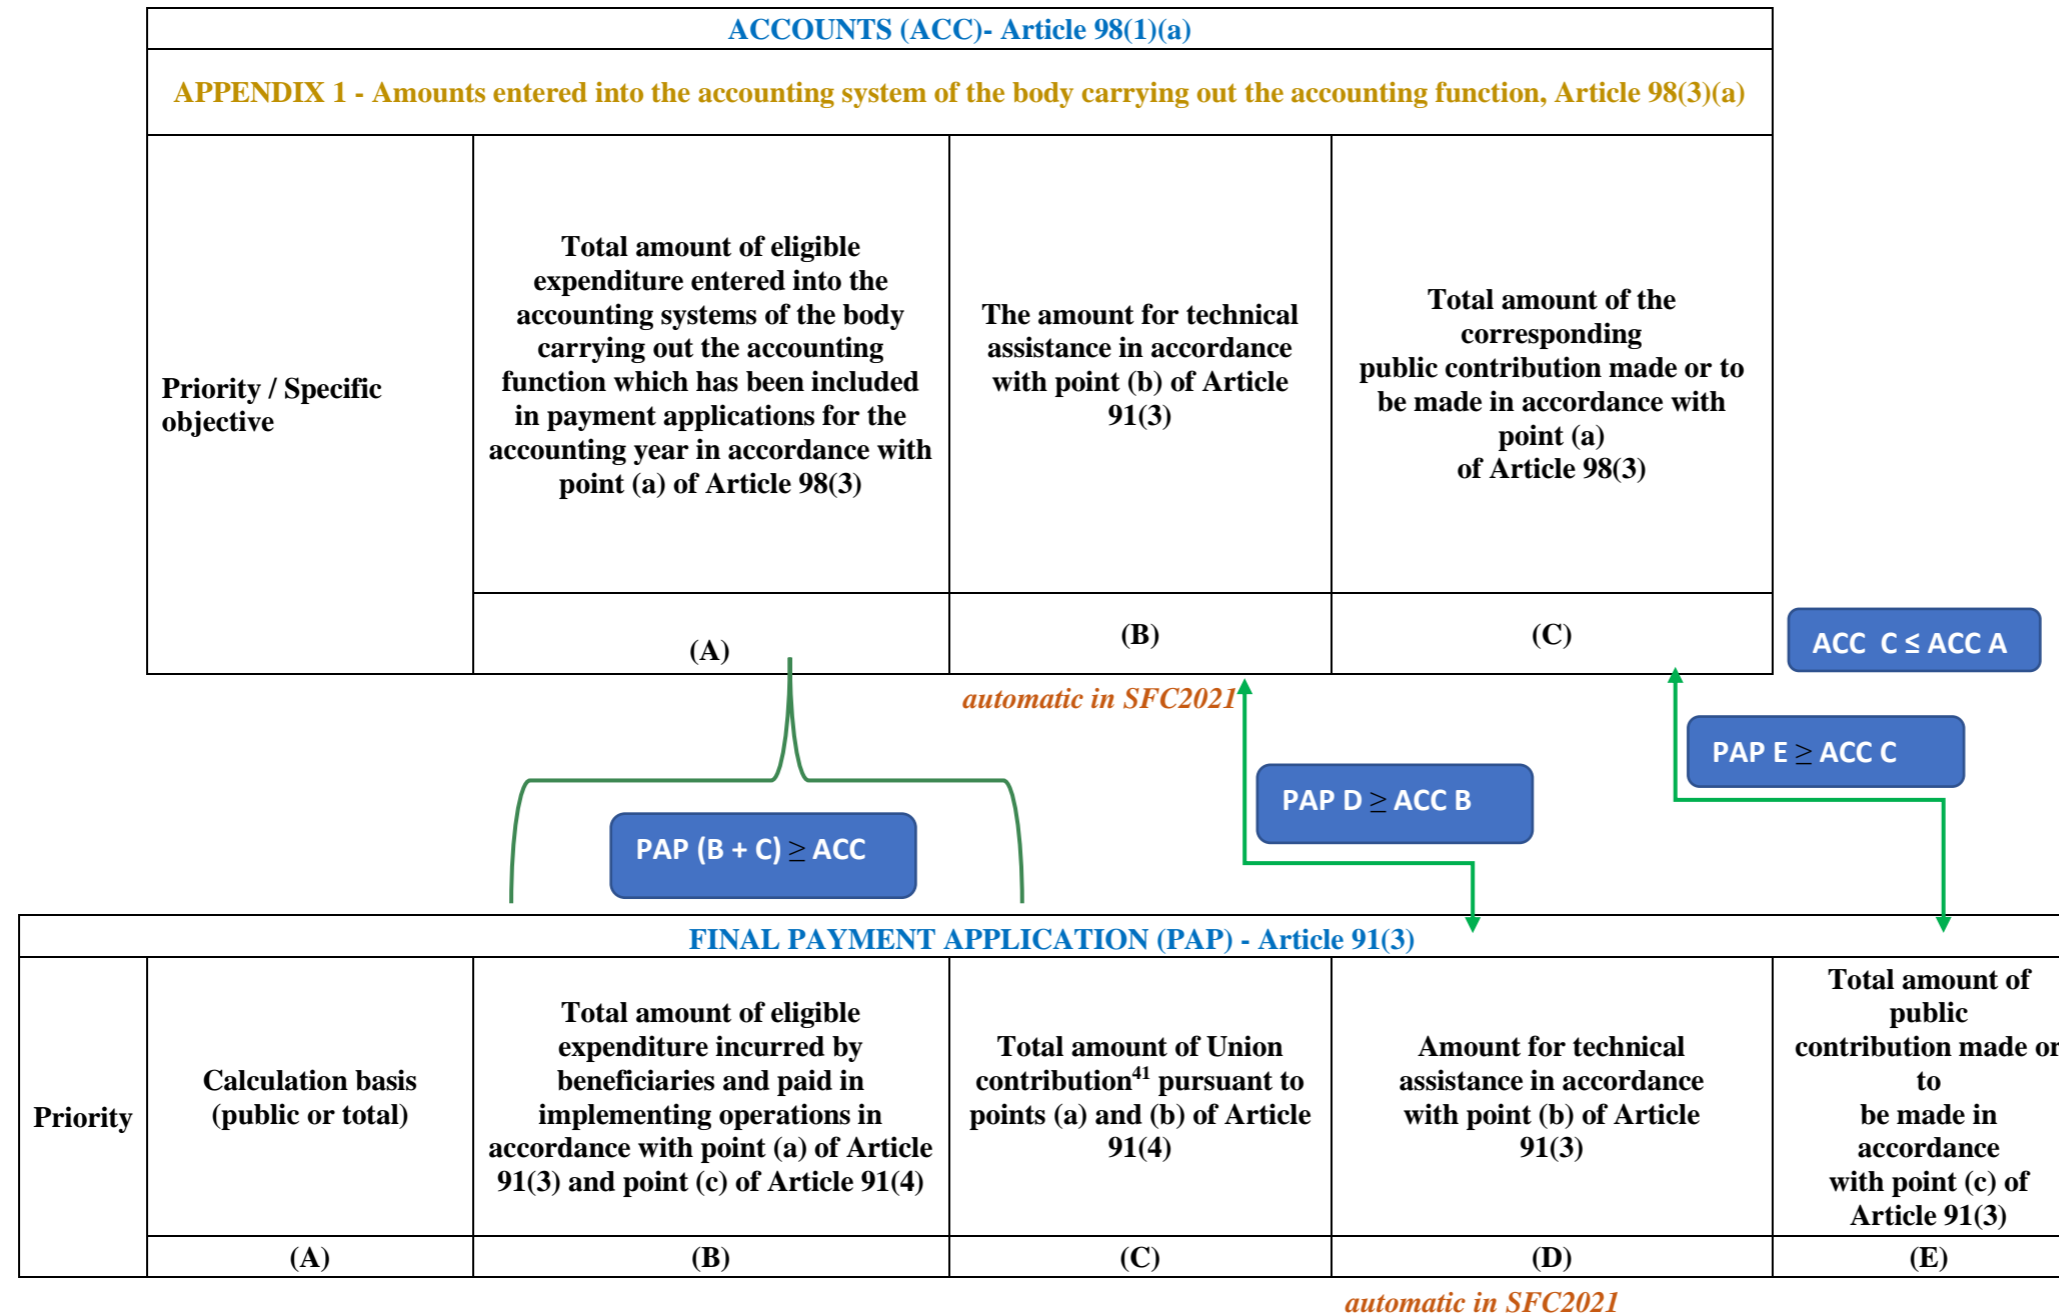 ACCOUNTS (ACC)- Article 98(1)(a)
APPENDIX 1 - Amounts entered into the accounting system of the body carrying out the accounting function, Article 98(3)(a)
Priority / Specific
objective
Total amount of eligible
expenditure entered into the
accounting systems of the body
carrying out the accounting
function which has been included
in payment applications for the
accounting year in accordance with
point (a) of Article 98(3)
The amount for technical
assistance in accordance
with point (b) of Article
91(3)
Total amount of the
corresponding
public contribution made or to
be made in accordance with
point (a)
of Article 98(3)
(A)
(B)
(C)
ACC  C ≤ ACC A
automatic in SFC2021
PAP E ≥ ACC C
PAP D ≥ ACC B
PAP (B + C) ≥ ACC
FINAL PAYMENT APPLICATION (PAP) - Article 91(3)
Priority
Calculation basis
(public or total)
Total amount of eligible
expenditure incurred by
beneficiaries and paid in
implementing operations in
accordance with point (a) of Article
91(3) and point (c) of Article 91(4)
Total amount of Union
contribution⁴¹ pursuant to
points (a) and (b) of Article
91(4)
Amount for technical
assistance in accordance
with point (b) of Article
91(3)
Total amount of
public
contribution made or
to
be made in
accordance
with point (c) of
Article 91(3)
(A)
(B)
(C)
(D)
(E)
automatic in SFC2021